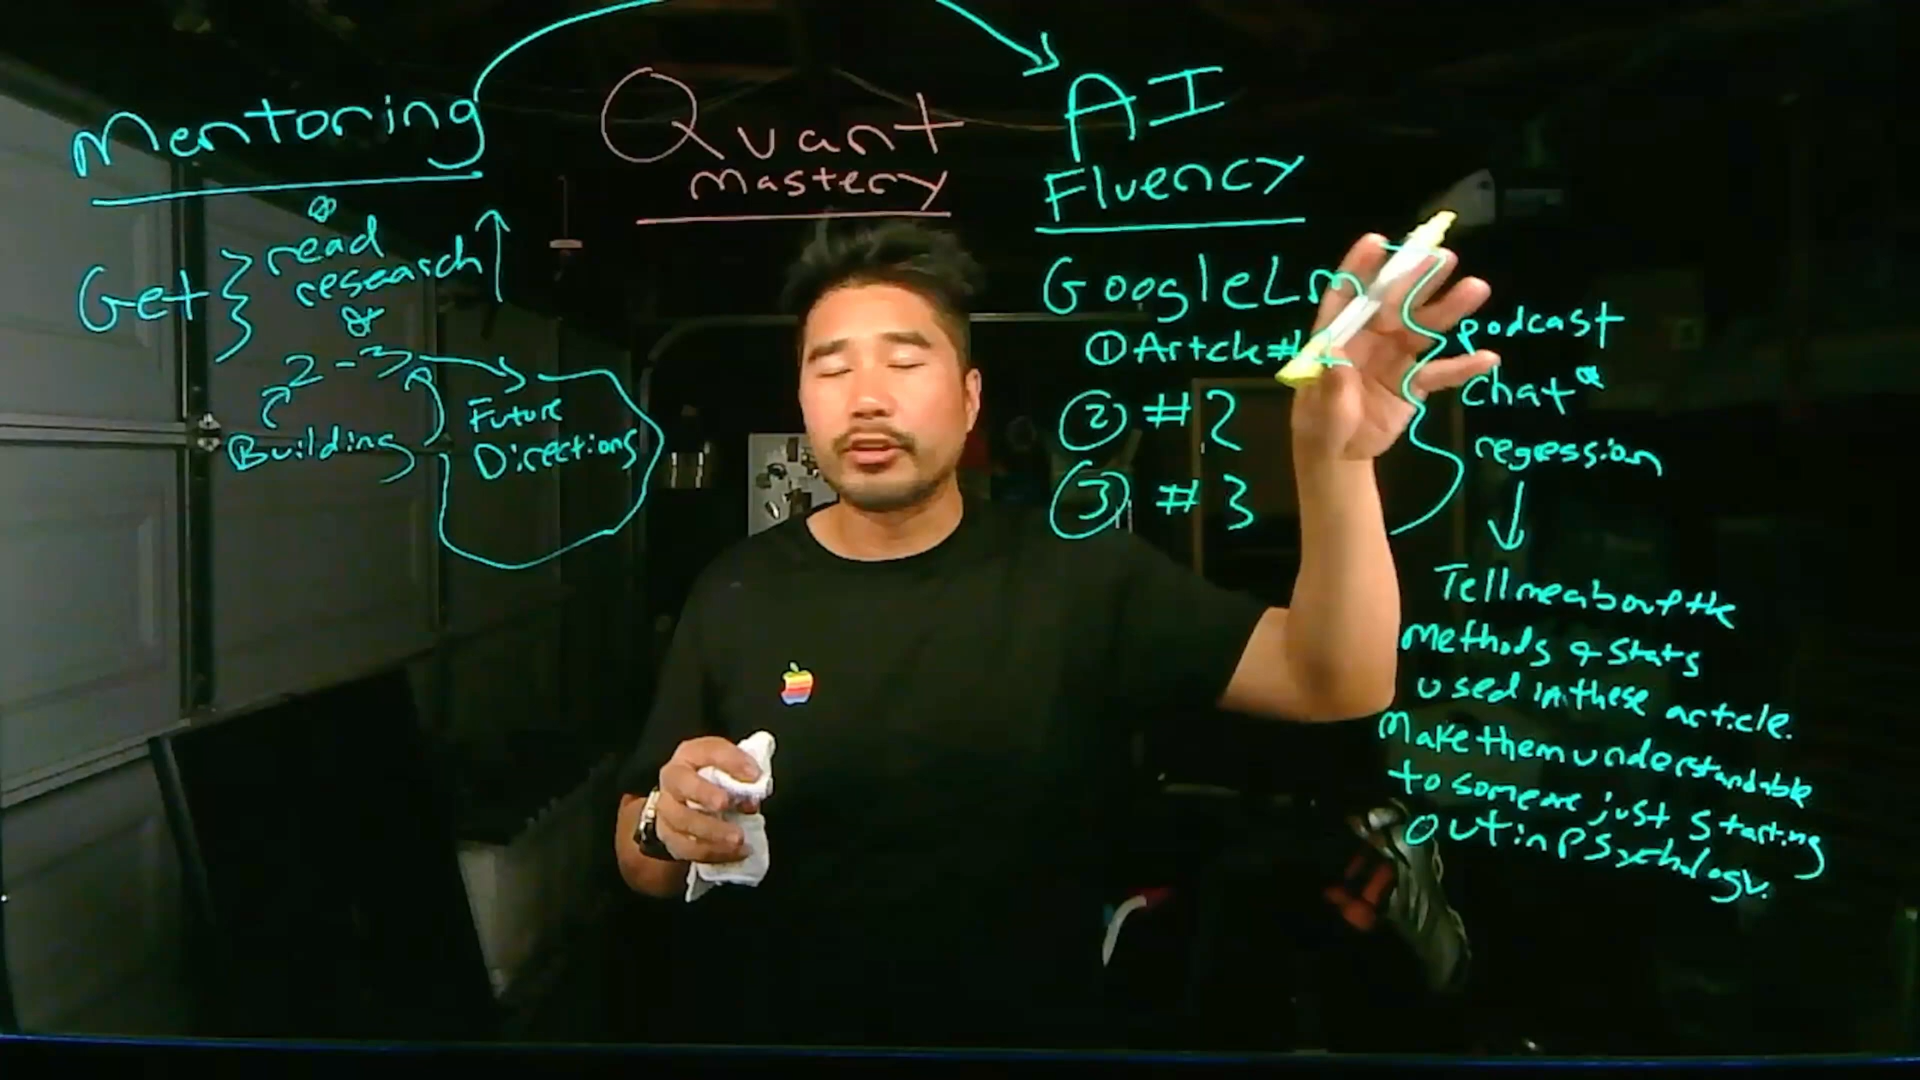 Mentoring
Get } read
research
2-3
Building
Future
Directions
Quant
Mastery
AI
Fluency
GoogleLm
① Artck #1
② #2
③ #3
podcast
chat
regression
Tell me about the
methods & stats
used in these article.
Make them understandable
to someone just starting
out in psychology.